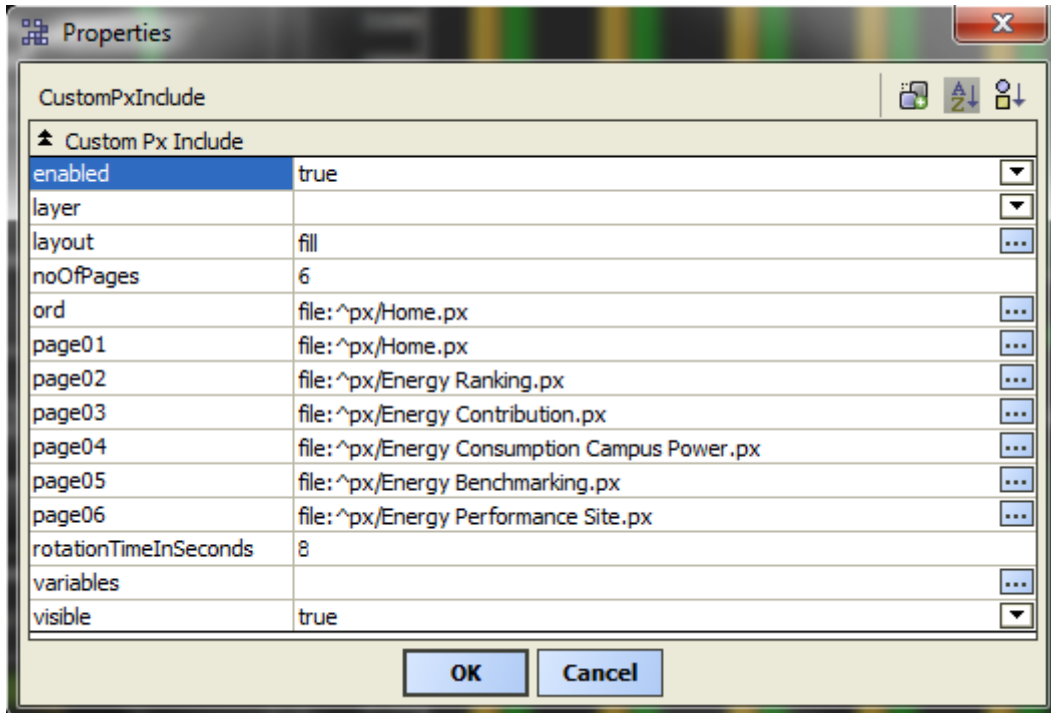 Properties
CustomPxInclude
Custom Px Include
enabled true
layer
layout fill
noOfPages 6
ord file:^px/Home.px
page01 file:^px/Home.px
page02 file:^px/Energy Ranking.px
page03 file:^px/Energy Contribution.px
page04 file:^px/Energy Consumption Campus Power.px
page05 file:^px/Energy Benchmarking.px
page06 file:^px/Energy Performance Site.px
rotationTimeInSeconds 8
variables
visible true
OK Cancel